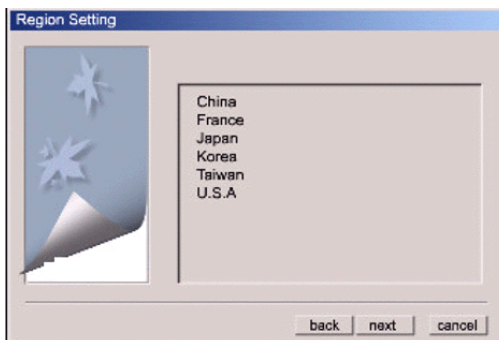 Region Setting
China
France
Japan
Korea
Taiwan
U.S.A
back next cancel